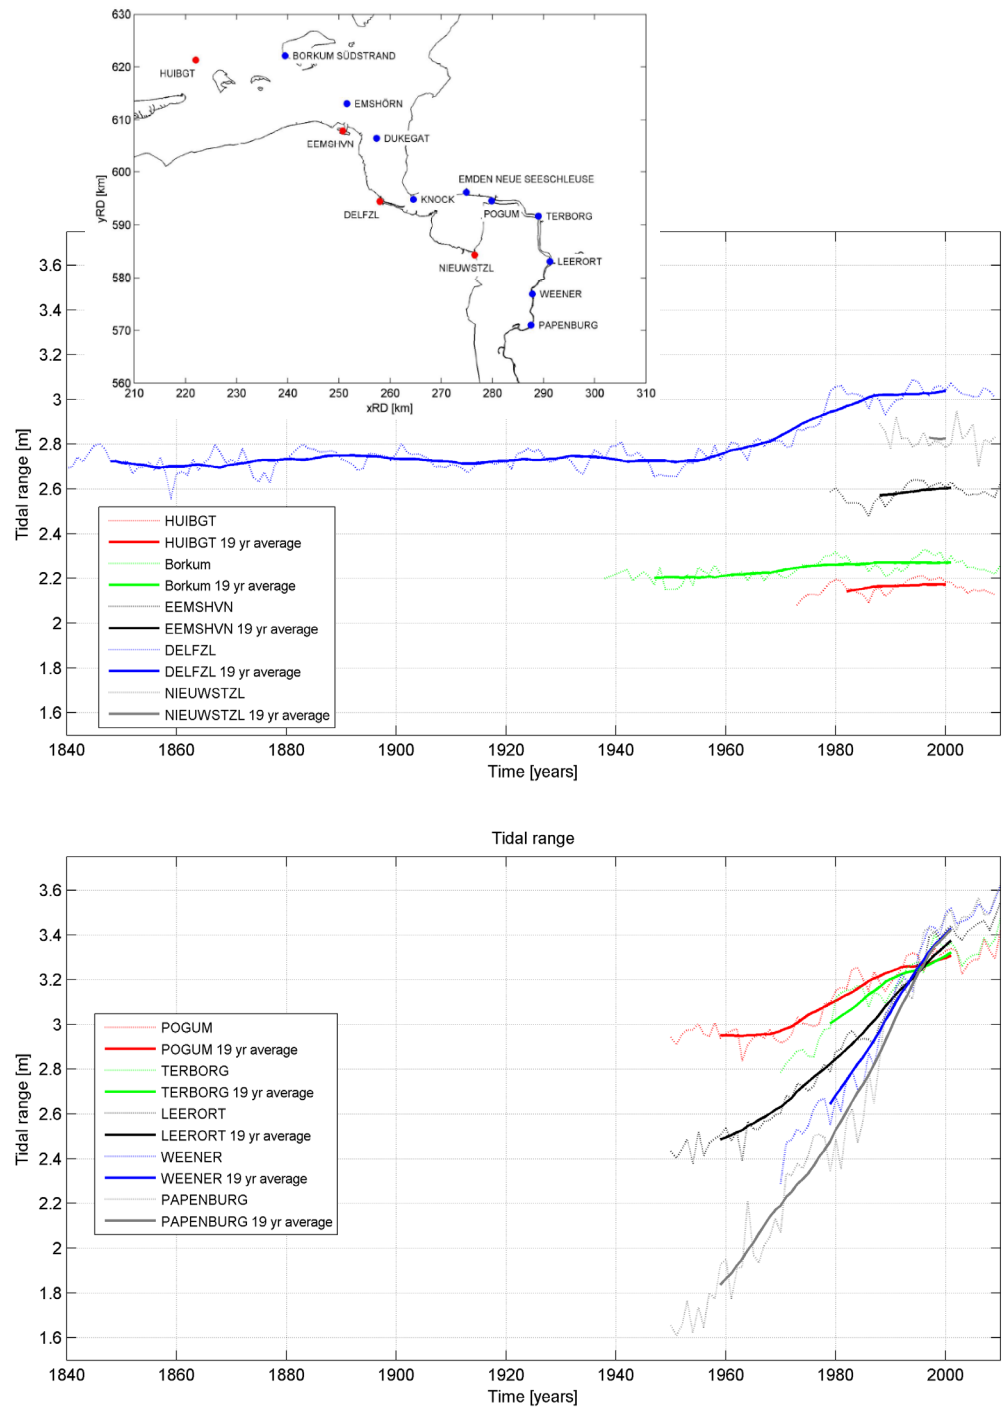 630
620
610
600
590
580
570
560
yRD [km]
HUIBGT
BORKUM SÜDSTRAND
EMSHÖRN
EEMSHVN
DUKEGAT
EMDEN NEUE SEESCHLEUSE
KNOCK
DELFZL
POGUM
TERBORG
NIEUWSTZL
LEERORT
WEENER
PAPENBURG
210 220 230 240 250 260 270 280 290 300 310
xRD [km]
3.6
3.4
3.2
3
2.8
2.6
2.4
2.2
2
1.8
1.6
Tidal range [m]
HUIBGT
HUIBGT 19 yr average
Borkum
Borkum 19 yr average
EEMSHVN
EEMSHVN 19 yr average
DELFZL
DELFZL 19 yr average
NIEUWSTZL
NIEUWSTZL 19 yr average
1840 1860 1880 1900 1920 1940 1960 1980 2000
Time [years]
Tidal range
3.6
3.4
3.2
3
2.8
2.6
2.4
2.2
2
1.8
1.6
Tidal range [m]
POGUM
POGUM 19 yr average
TERBORG
TERBORG 19 yr average
LEERORT
LEERORT 19 yr average
WEENER
WEENER 19 yr average
PAPENBURG
PAPENBURG 19 yr average
1840 1860 1880 1900 1920 1940 1960 1980 2000
Time [years]